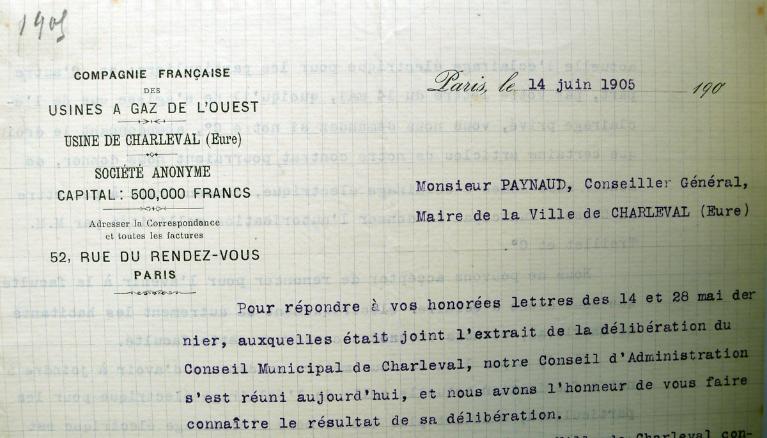 1905
COMPAGNIE FRANÇAISE
DES
USINES A GAZ DE L'OUEST
USINE DE CHARLEVAL (Eure)
SOCIÉTÉ ANONYME
CAPITAL: 500,000 FRANCS
Adresser la Correspondance
et toutes les factures
52, RUE DU RENDEZ-VOUS
PARIS
Paris, le 14 juin 1905 190
Monsieur PAYNAUD, Conseiller Général,
Maire de la Ville de CHARLEVAL (Eure)
Pour répondre à vos honorées lettres des 14 et 28 mai der
nier, auxquelles était joint l'extrait de la délibération du
Conseil Municipal de Charleval, notre Conseil d'Administration
s'est réuni aujourd'hui, et nous avons l'honneur de vous faire
connaître le résultat de sa délibération.
Ville de Charleval con-